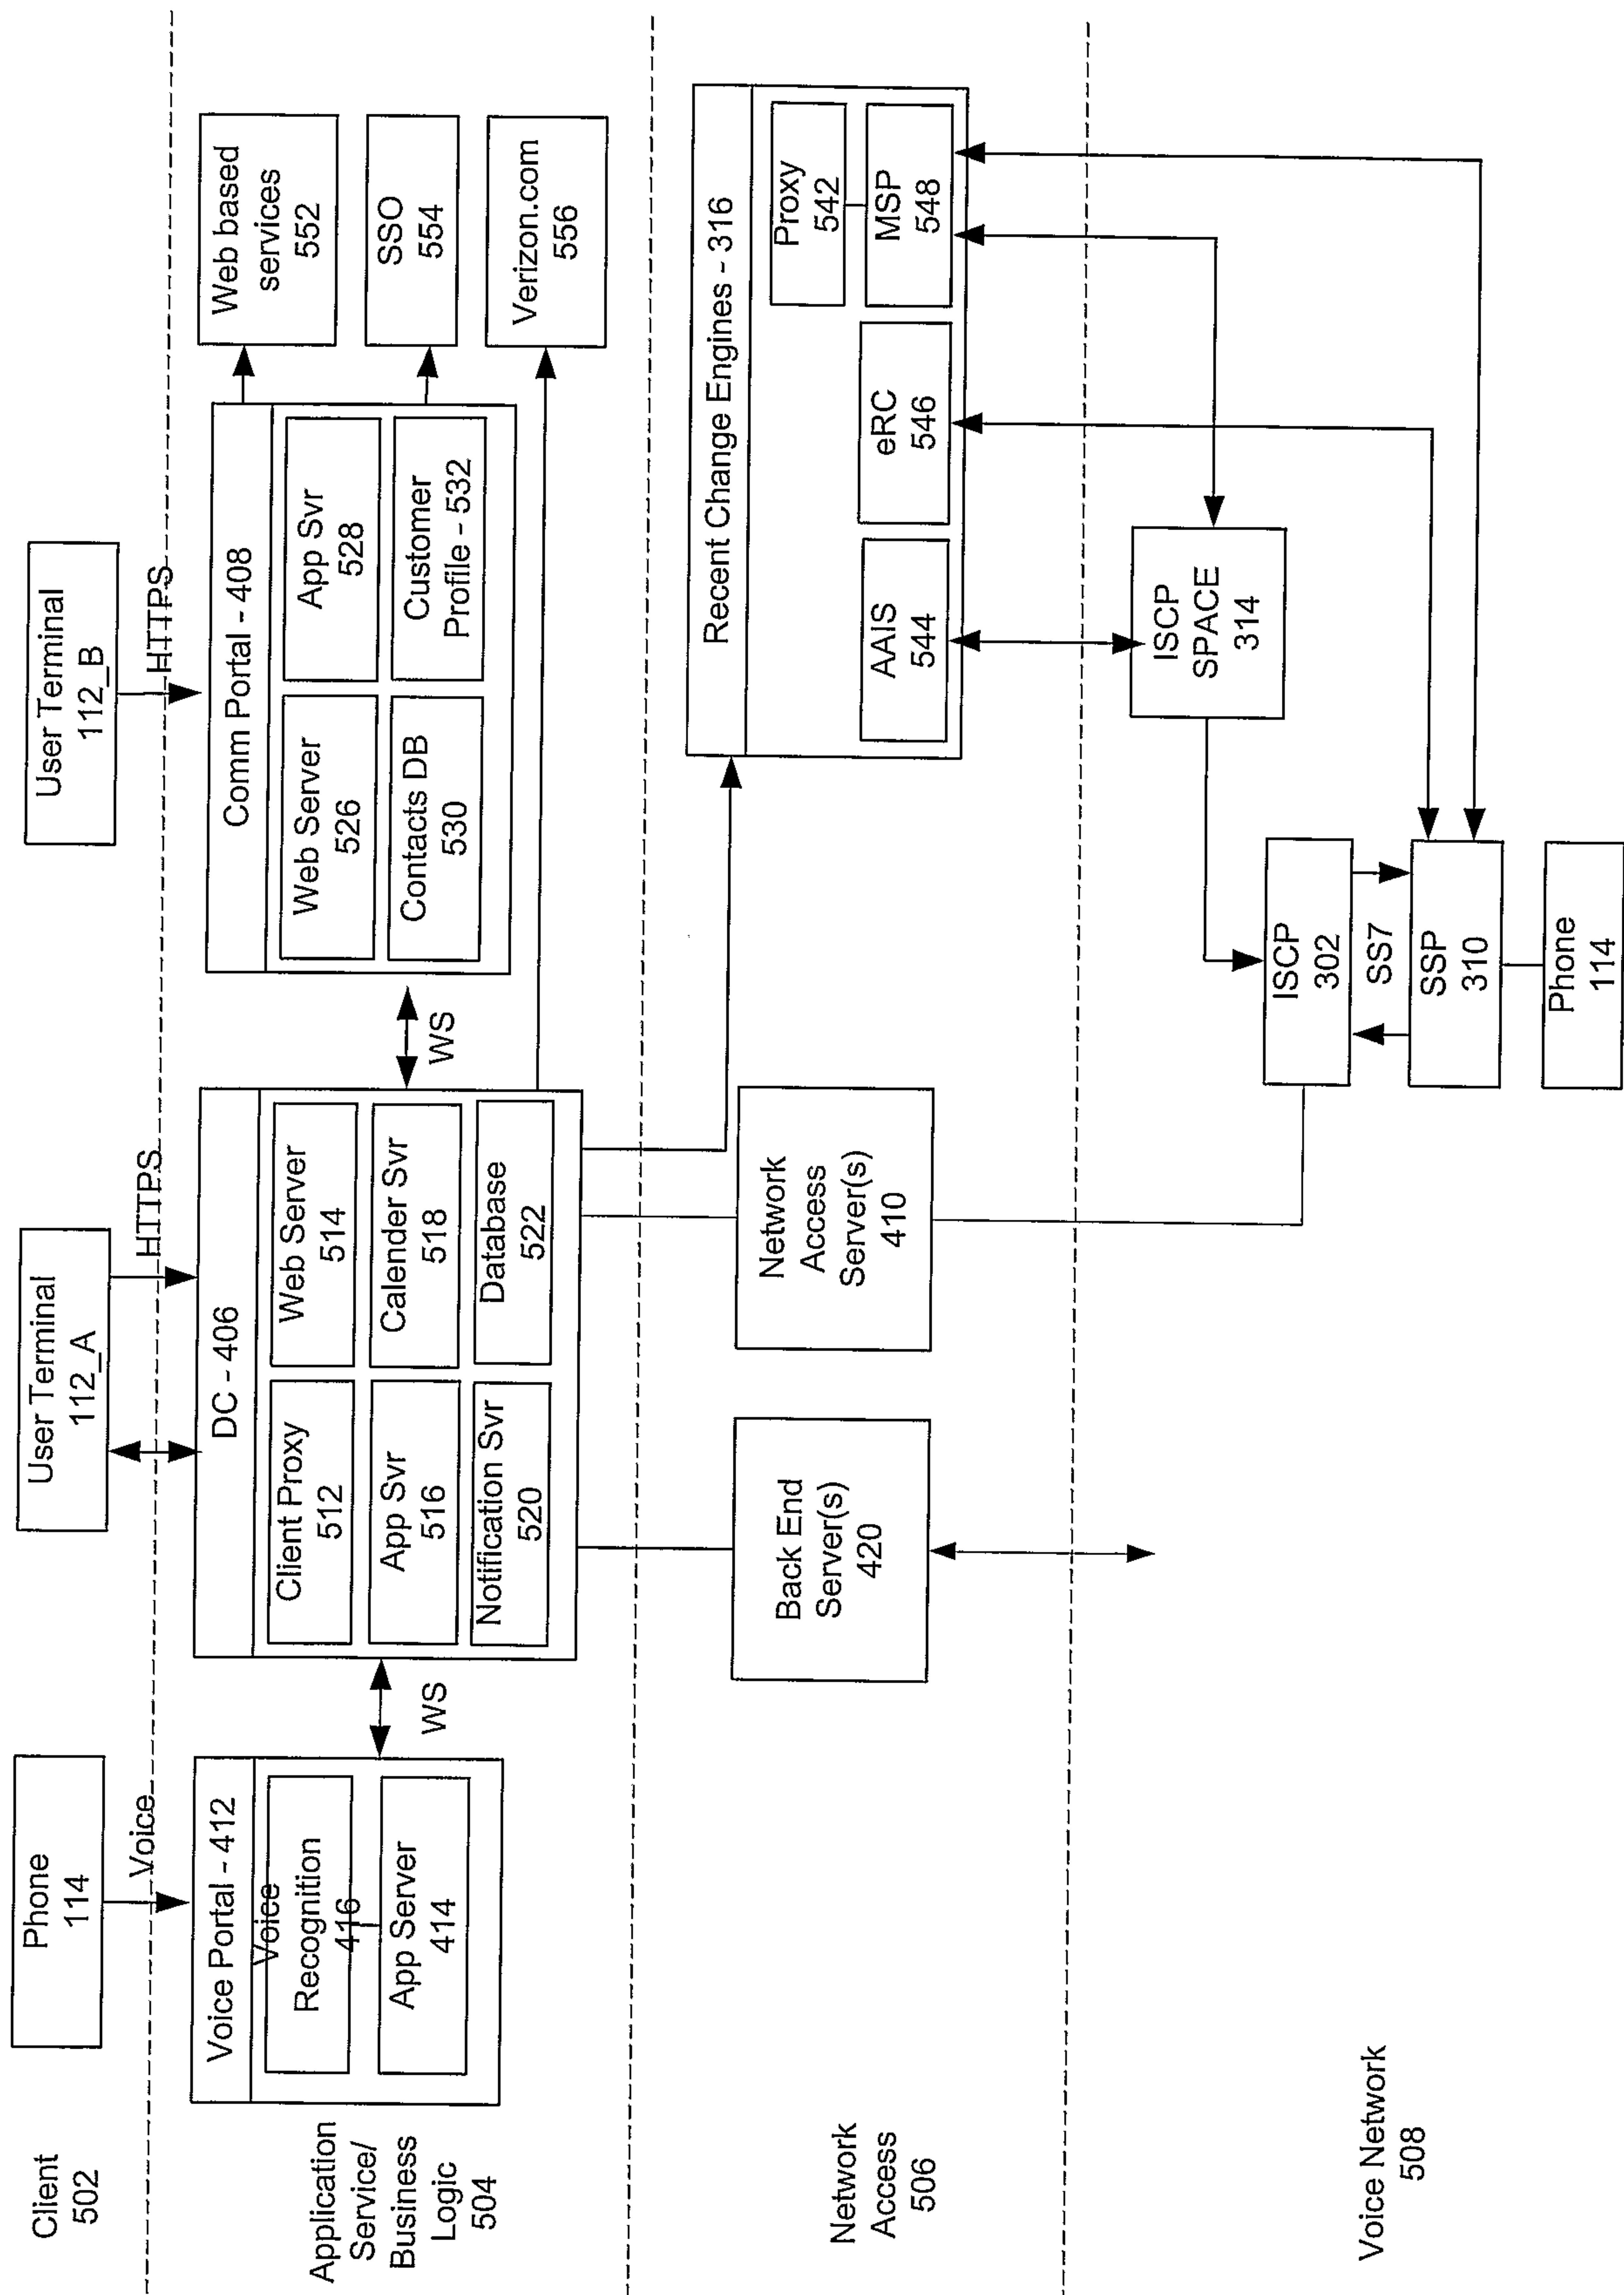 Client
502
Phone
114
User Terminal
112_A
User Terminal
112_B
Voice
HTTPS
HTTPS
Application
Service/
Business
Logic
504
Voice Portal - 412
Voice
Recognition
416
App Server
414
WS
DC - 406
Client Proxy
512
Web Server
514
App Svr
516
Calender Svr
518
Notification Svr
520
Database
522
WS
Comm Portal - 408
Web Server
526
App Svr
528
Contacts DB
530
Customer
Profile - 532
Web based
services
552
SSO
554
Verizon.com
556
Network
Access
506
Back End
Server(s)
420
Network
Access
Server(s)
410
Recent Change Engines - 316
Proxy
542
AAIS
544
eRC
546
MSP
548
Voice Network
508
ISCP
SPACE
314
ISCP
302
SS7
SSP
310
Phone
114